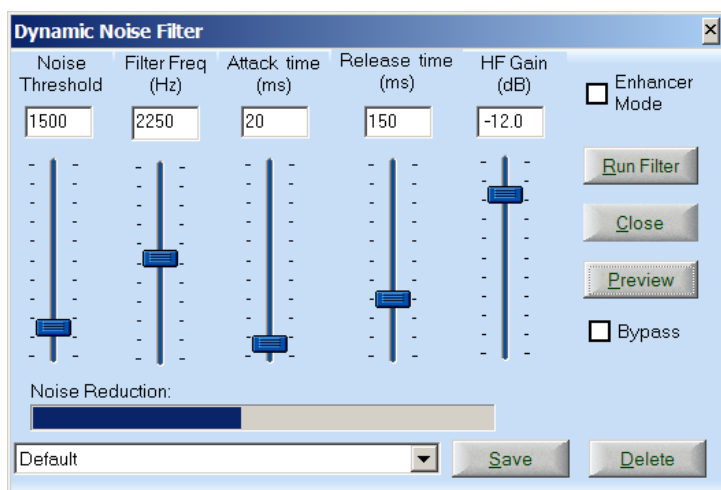 Dynamic Noise Filter
Noise Threshold
Filter Freq (Hz)
Attack time (ms)
Release time (ms)
HF Gain (dB)
Enhancer Mode
1500
2250
20
150
-12.0
Run Filter
Close
Preview
Bypass
Noise Reduction:
Default
Save
Delete